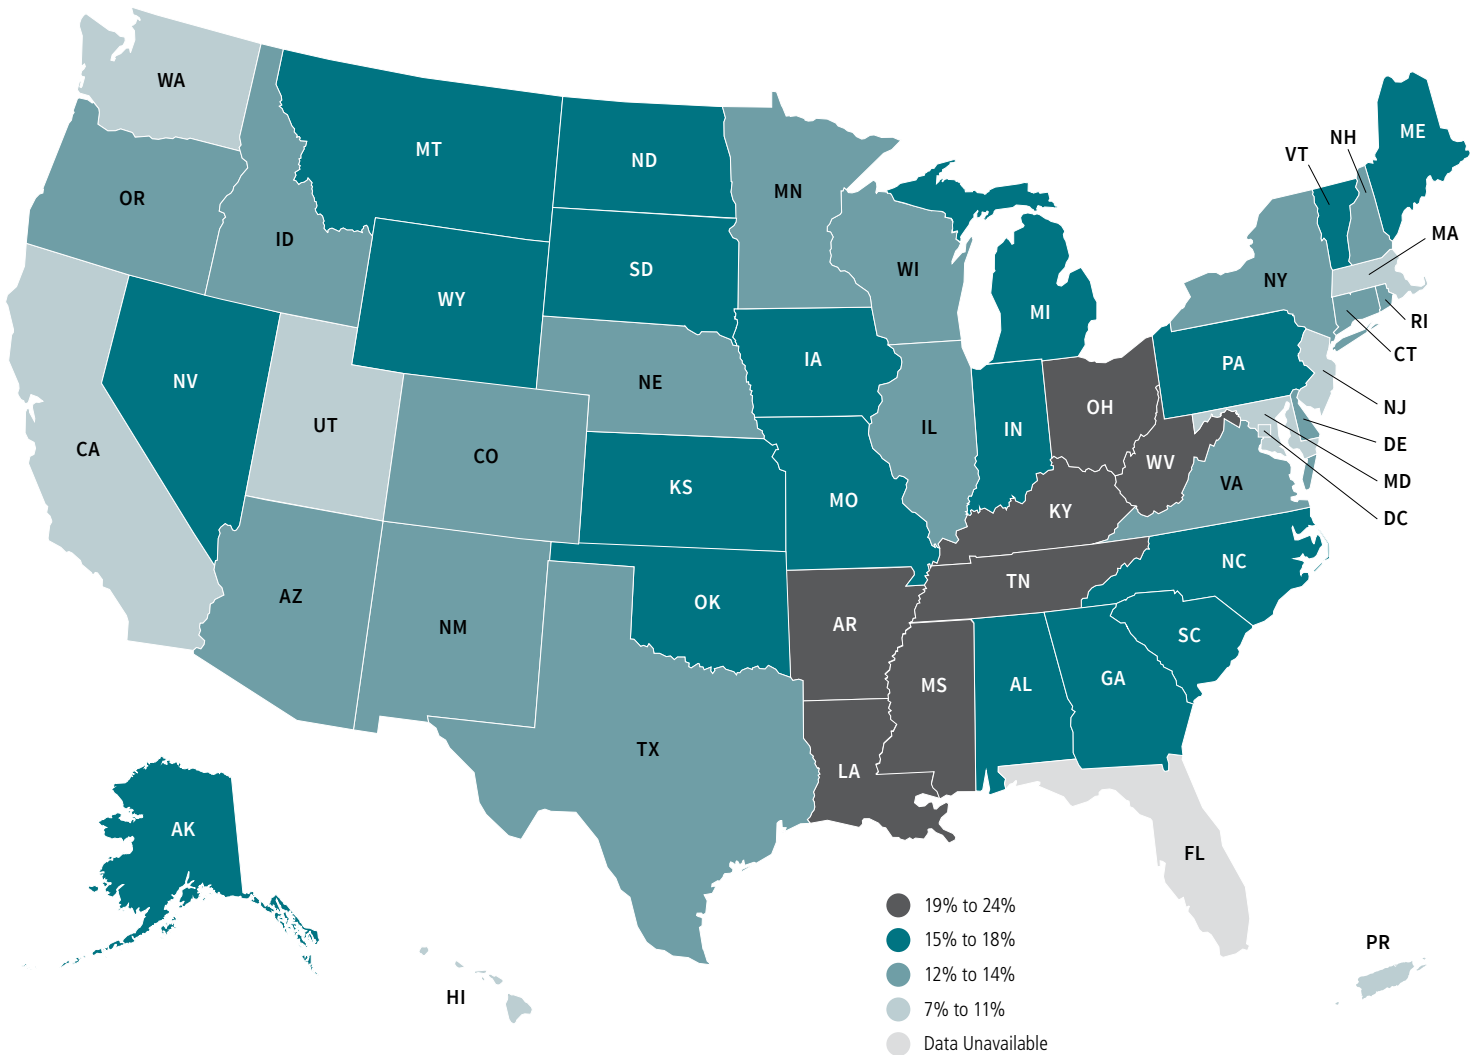 WA
MT
ND
ME
NH
VT
OR
ID
MN
MA
SD
WI
NY
WY
MI
RI
CT
IA
PA
NV
NE
NJ
OH
UT
IL
IN
DE
CA
CO
WV
MD
KS
VA
MO
KY
DC
NC
TN
AZ
OK
AR
NM
SC
GA
MS
AL
TX
LA
AK
FL
19% to 24%
15% to 18%
PR
12% to 14%
HI
7% to 11%
Data Unavailable